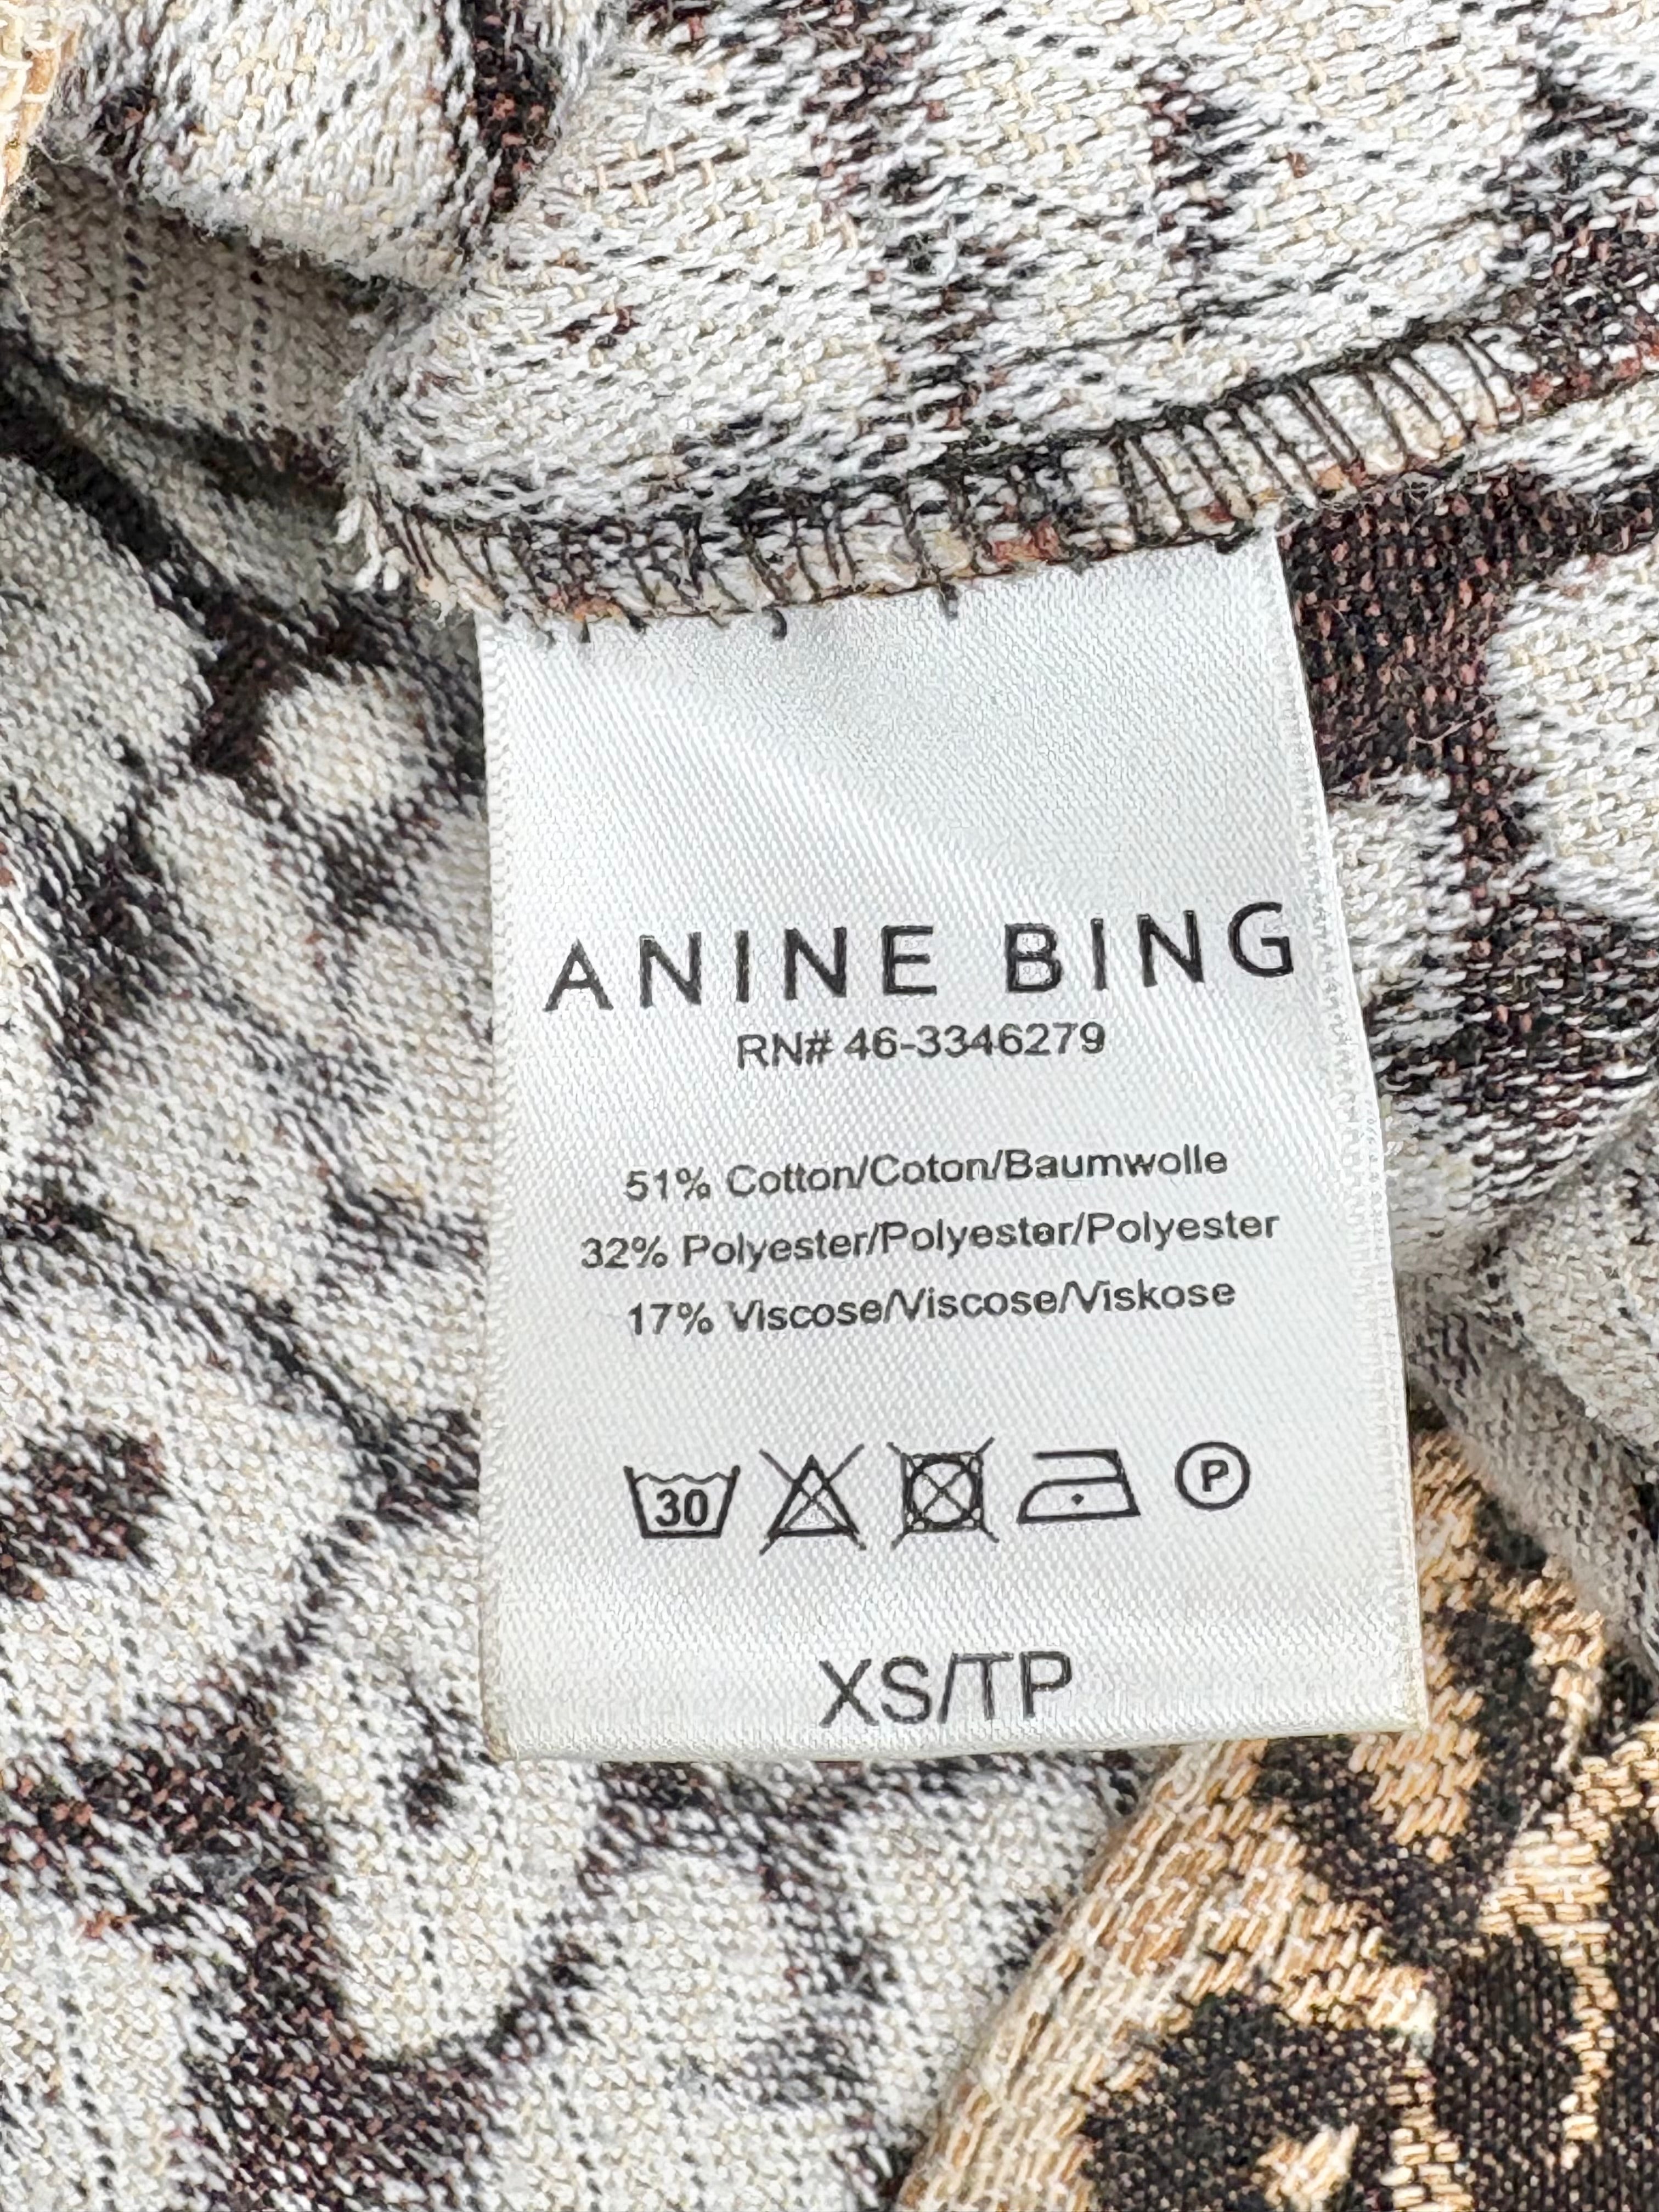 ANINE BING
RN# 46-3346279
51% Cotton/Coton/Baumwolle
32% Polyester/Polyester/Polyester
17% Viscose/Viscose/Viskose
30 P
XS/TP